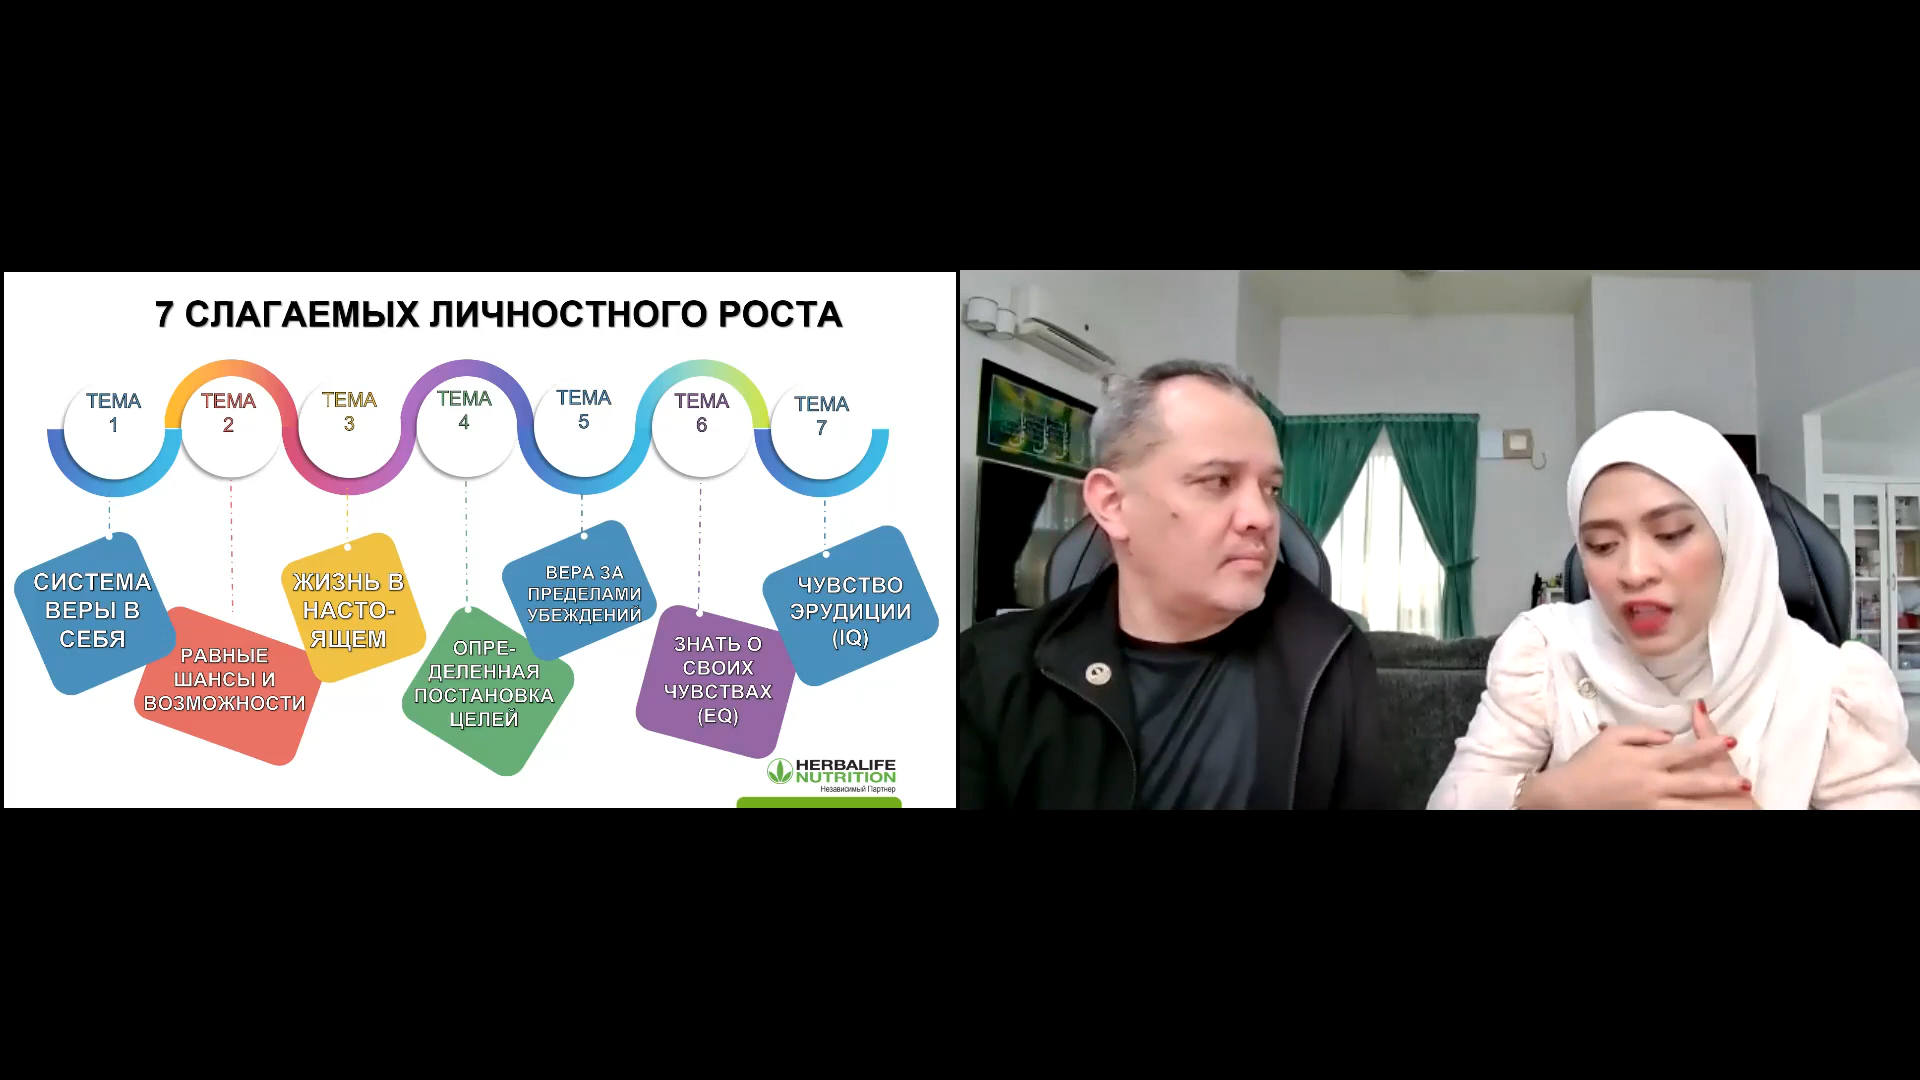 7 СЛАГАЕМЫХ ЛИЧНОСТНОГО РОСТА
ТЕМА
1
ТЕМА
2
ТЕМА
3
ТЕМА
4
ТЕМА
5
ТЕМА
6
ТЕМА
7
СИСТЕМА
ВЕРЫ В
СЕБЯ
РАВНЫЕ
ШАНСЫ И
ВОЗМОЖНОСТИ
ЖИЗНЬ В
НАСТО-
ЯЩЕМ
ОПРЕ-
ДЕЛЕННАЯ
ПОСТАНОВКА
ЦЕЛЕЙ
ВЕРА ЗА
ПРЕДЕЛАМИ
УБЕЖДЕНИЙ
ЗНАТЬ О
СВОИХ
ЧУВСТВАХ
(EQ)
ЧУВСТВО
ЭРУДИЦИИ
(IQ)
HERBALIFE
NUTRITION
Независимый Партнер